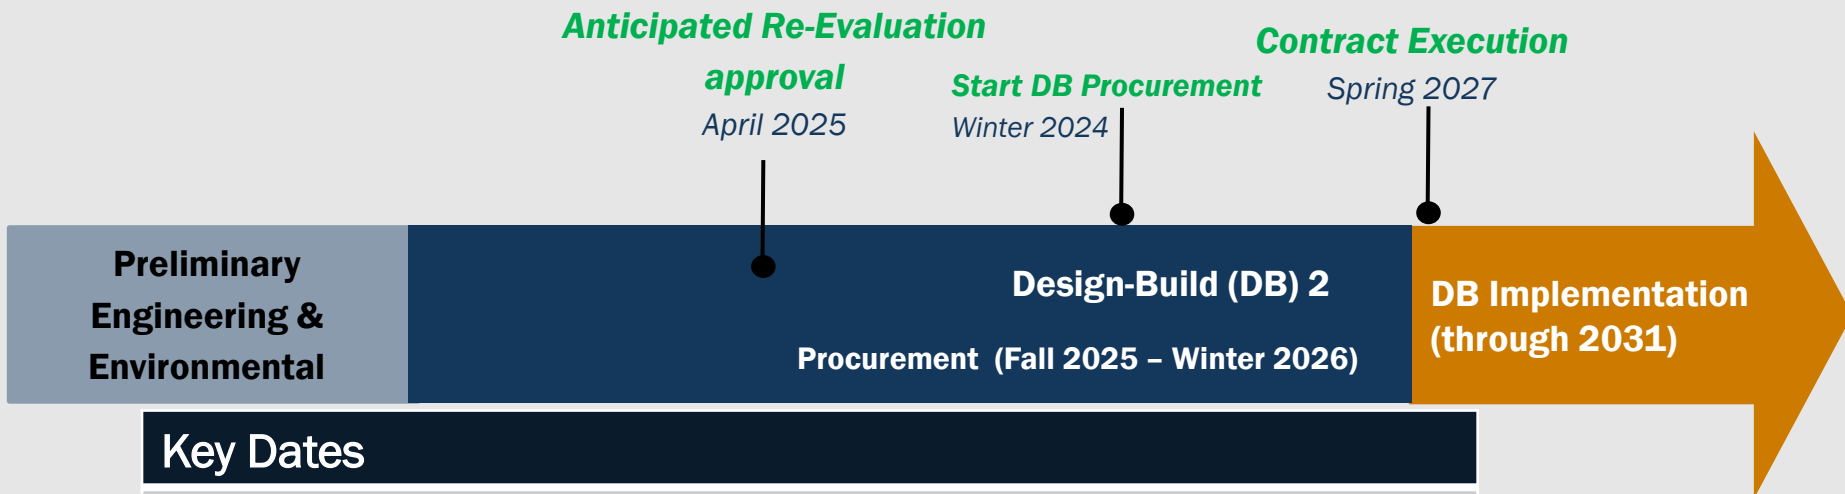 Anticipated Re-Evaluation
approval
April 2025
Start DB Procurement
Winter 2024
Contract Execution
Spring 2027
Preliminary
Engineering &
Environmental
Design-Build (DB) 2
Procurement (Fall 2025 – Winter 2026)
DB Implementation
(through 2031)
Key Dates